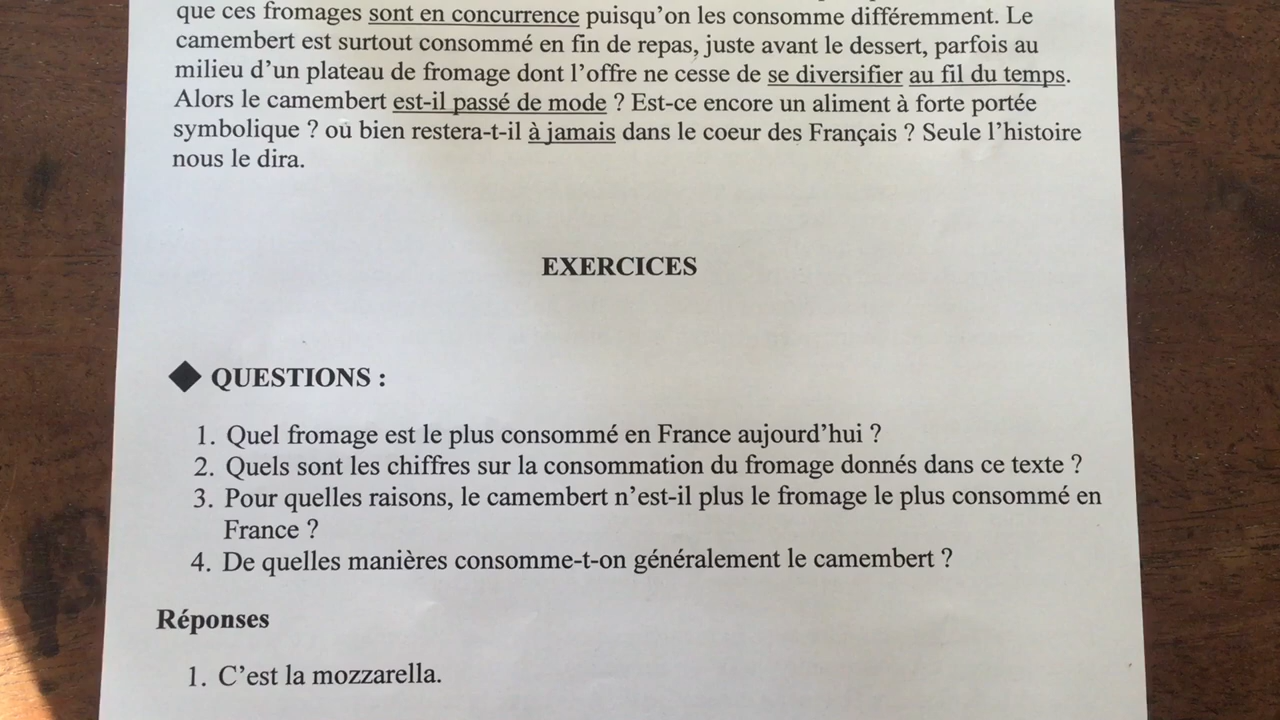 que ces fromages sont en concurrence puisqu’on les consomme différemment. Le
camembert est surtout consommé en fin de repas, juste avant le dessert, parfois au
milieu d’un plateau de fromage dont l’offre ne cesse de se diversifier au fil du temps.
Alors le camembert est-il passé de mode ? Est-ce encore un aliment à forte portée
symbolique ? où bien restera-t-il à jamais dans le coeur des Français ? Seule l’histoire
nous le dira.
EXERCICES
◆ QUESTIONS :
1. Quel fromage est le plus consommé en France aujourd’hui ?
2. Quels sont les chiffres sur la consommation du fromage donnés dans ce texte ?
3. Pour quelles raisons, le camembert n’est-il plus le fromage le plus consommé en
France ?
4. De quelles manières consomme-t-on généralement le camembert ?
Réponses
1. C’est la mozzarella.